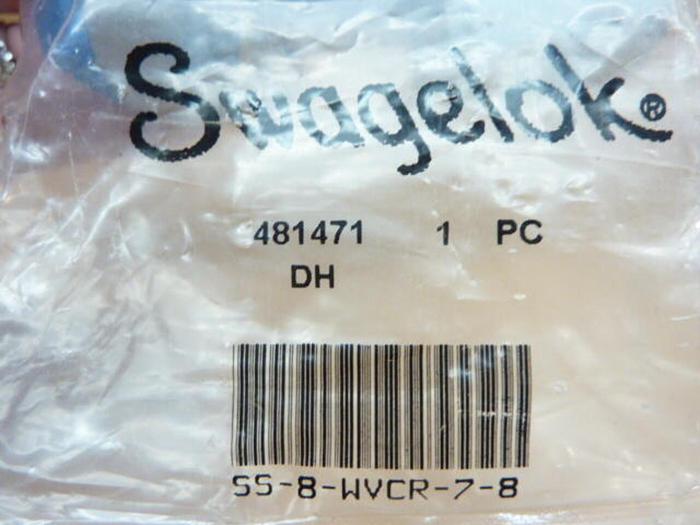 Swagelok®
481471 1 PC
DH
SS-8-WVCR-7-8